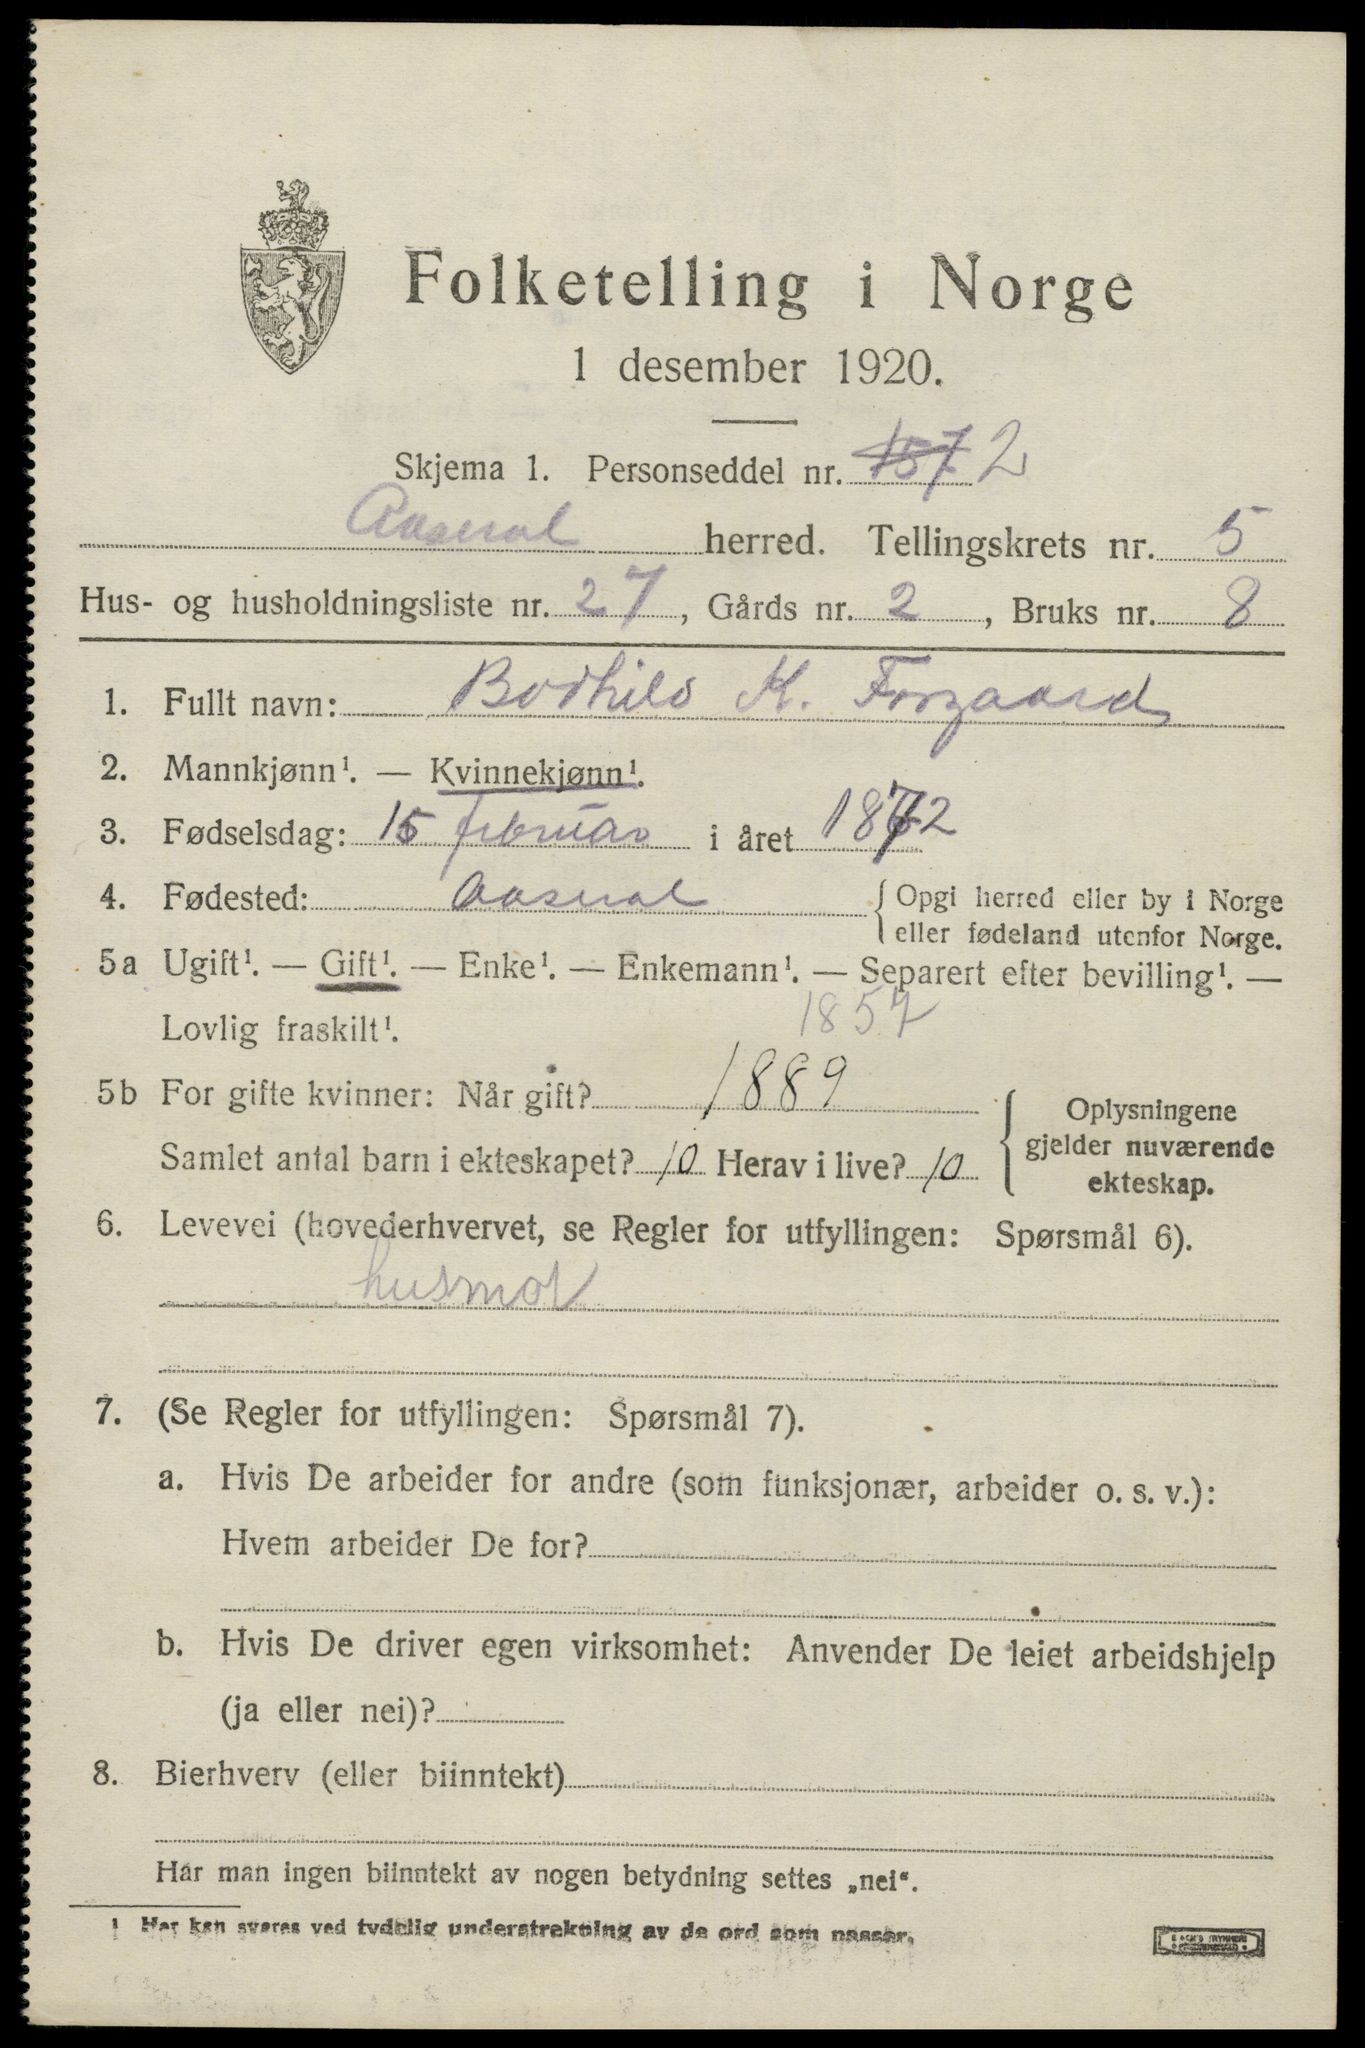 Folketelling i Norge
1 desember 1920.
Skjema 1. Personseddel nr. 157 2
Aaseral herred. Tellingskrets nr. 5
Hus- og husholdningsliste nr. 27, Gårds nr. 2, Bruks nr. 8
1. Fullt navn: Bodhild K. Forgaard
2. Mannkjønn¹. — Kvinnekjønn¹.
3. Fødselsdag: 15 februar i året 1872
4. Fødested: Aaseral { Opgi herred eller by i Norge
eller fødeland utenfor Norge.
5a Ugift¹. — Gift¹. — Enke¹. — Enkemann¹. — Separert efter bevilling¹. —
Lovlig fraskilt¹. 1857
5b For gifte kvinner: Når gift? 1889
Samlet antal barn i ekteskapet? 10 Herav i live? 10
{ Oplysningene
gjelder nuværende
ekteskap.
6. Levevei (hovederhvervet, se Regler for utfyllingen: Spørsmål 6).
husmor
7. (Se Regler for utfyllingen: Spørsmål 7).
a. Hvis De arbeider for andre (som funksjonær, arbeider o. s. v.):
Hvem arbeider De for?
b. Hvis De driver egen virksomhet: Anvender De leiet arbeidshjelp
(ja eller nei)?
8. Bierhverv (eller biinntekt)
Har man ingen biinntekt av nogen betydning settes „nei“.
1 Her kan svares ved tydelig understrekning av de ord som passer.